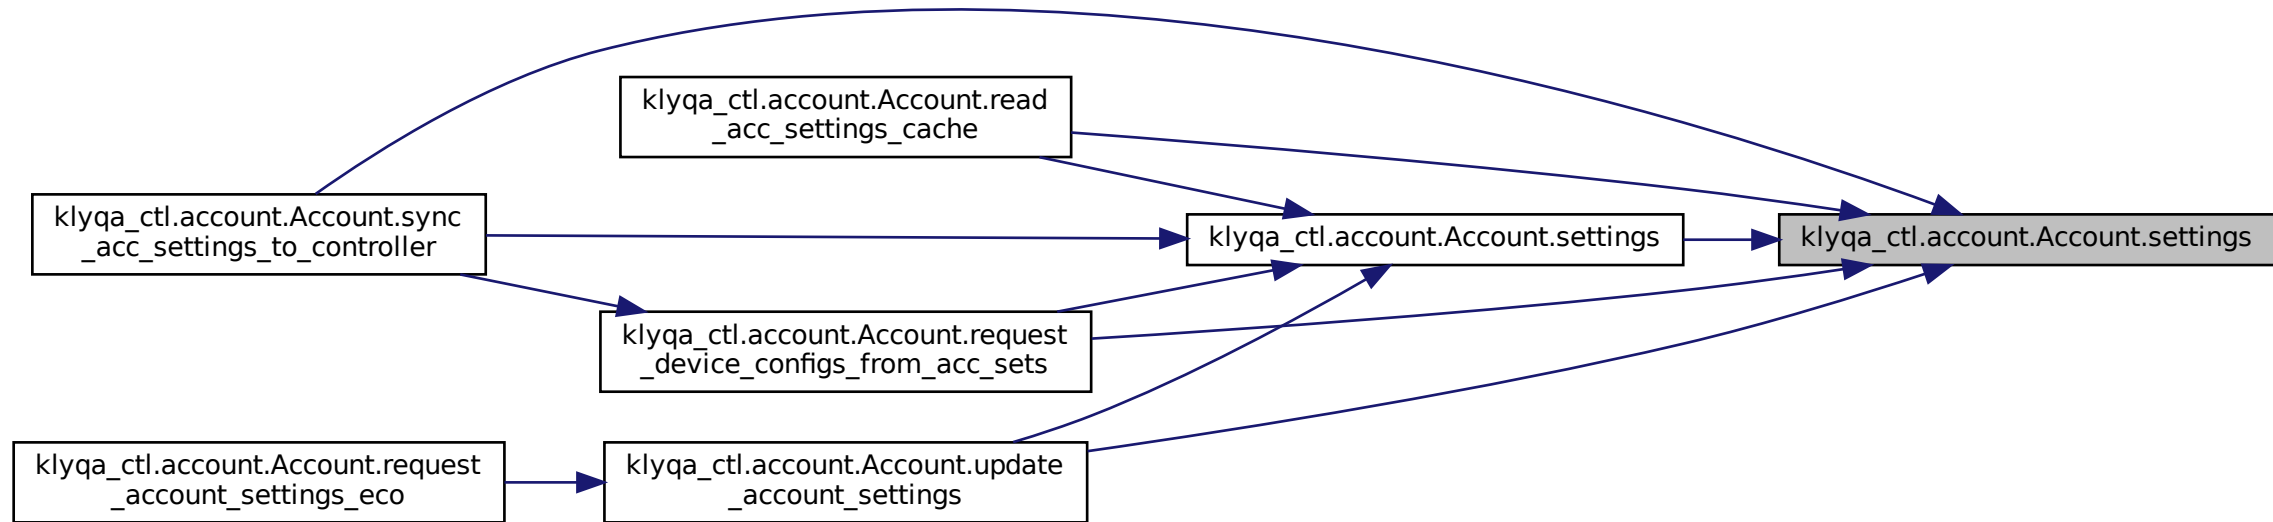 klyqa_ctl.account.Account.read
_acc_settings_cache
klyqa_ctl.account.Account.sync
_acc_settings_to_controller
klyqa_ctl.account.Account.settings
klyqa_ctl.account.Account.settings
klyqa_ctl.account.Account.request
_device_configs_from_acc_sets
klyqa_ctl.account.Account.request
_account_settings_eco
klyqa_ctl.account.Account.update
_account_settings